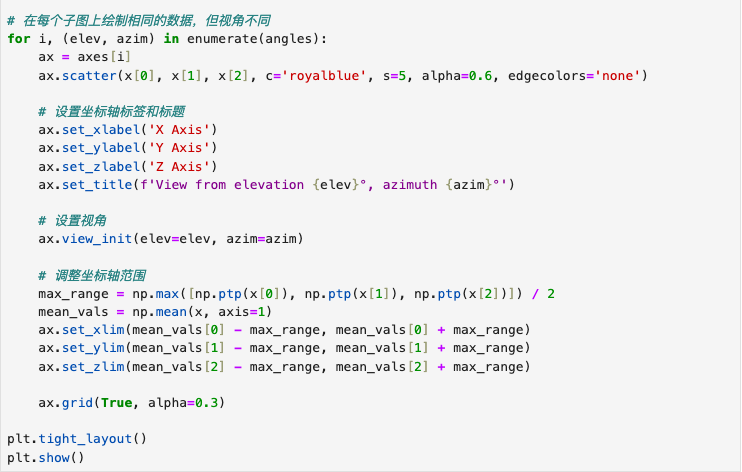 # 在每个子图上绘制相同的数据，但视角不同
for i, (elev, azim) in enumerate(angles):
    ax = axes[i]
    ax.scatter(x[0], x[1], x[2], c='royalblue', s=5, alpha=0.6, edgecolors='none')

    # 设置坐标轴标签和标题
    ax.set_xlabel('X Axis')
    ax.set_ylabel('Y Axis')
    ax.set_zlabel('Z Axis')
    ax.set_title(f'View from elevation {elev}°, azimuth {azim}°')

    # 设置视角
    ax.view_init(elev=elev, azim=azim)

    # 调整坐标轴范围
    max_range = np.max([np.ptp(x[0]), np.ptp(x[1]), np.ptp(x[2])]) / 2
    mean_vals = np.mean(x, axis=1)
    ax.set_xlim(mean_vals[0] - max_range, mean_vals[0] + max_range)
    ax.set_ylim(mean_vals[1] - max_range, mean_vals[1] + max_range)
    ax.set_zlim(mean_vals[2] - max_range, mean_vals[2] + max_range)

    ax.grid(True, alpha=0.3)

plt.tight_layout()
plt.show()